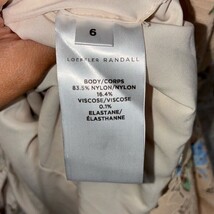 6
LOEFFLER RANDALL
BODY/CORPS
83.5% NYLON/NYLON
16.4%
VISCOSE/VISCOSE
0.1%
ELASTANE/
ÉLASTHANNE